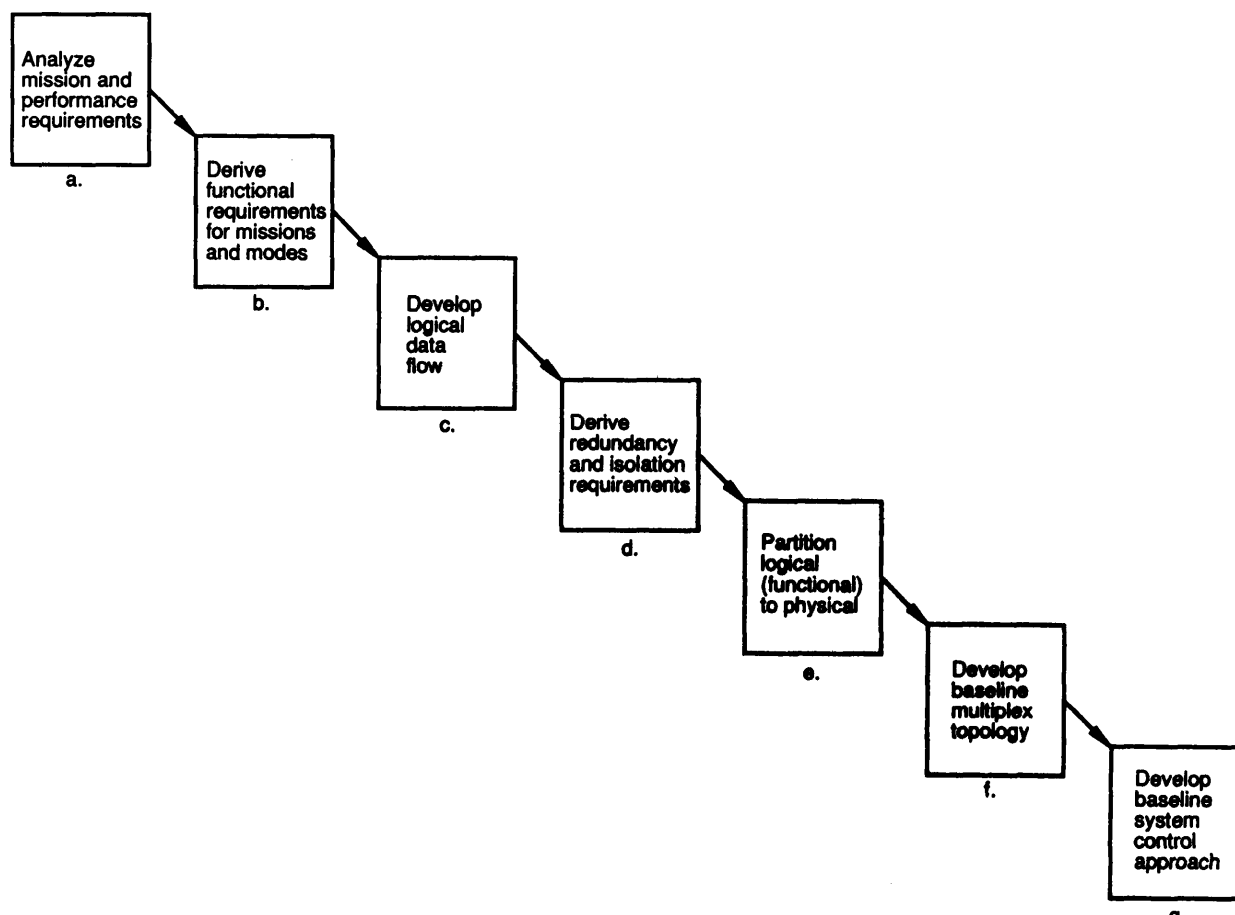 Analyze
mission and
performance
requirements
a.
Derive
functional
requirements
for missions
and modes
b.
Develop
logical
data
flow
c.
Derive
redundancy
and isolation
requirements
d.
Partition
logical
(functional)
to physical
e.
Develop
baseline
multiplex
topology
f.
Develop
baseline
system
control
approach